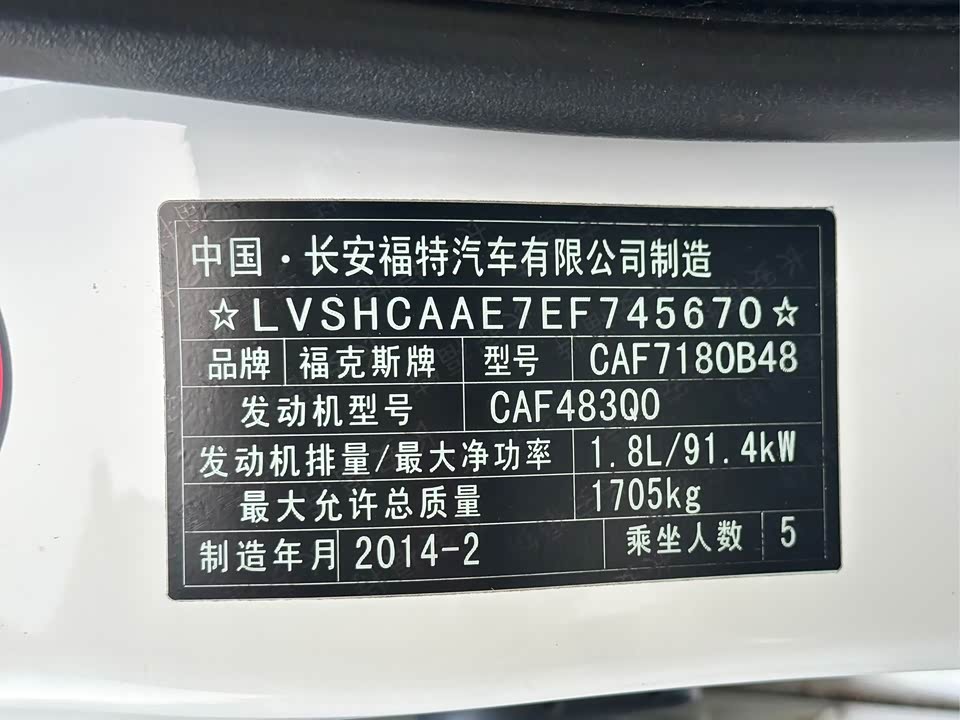 中国·长安福特汽车有限公司制造
☆LVSHCAAE7EF745670☆
品牌 福克斯牌 型号 CAF7180B48
发动机型号 CAF483Q0
发动机排量/最大净功率 1.8L/91.4kW
最大允许总质量 1705kg
制造年月 2014-2 乘坐人数 5